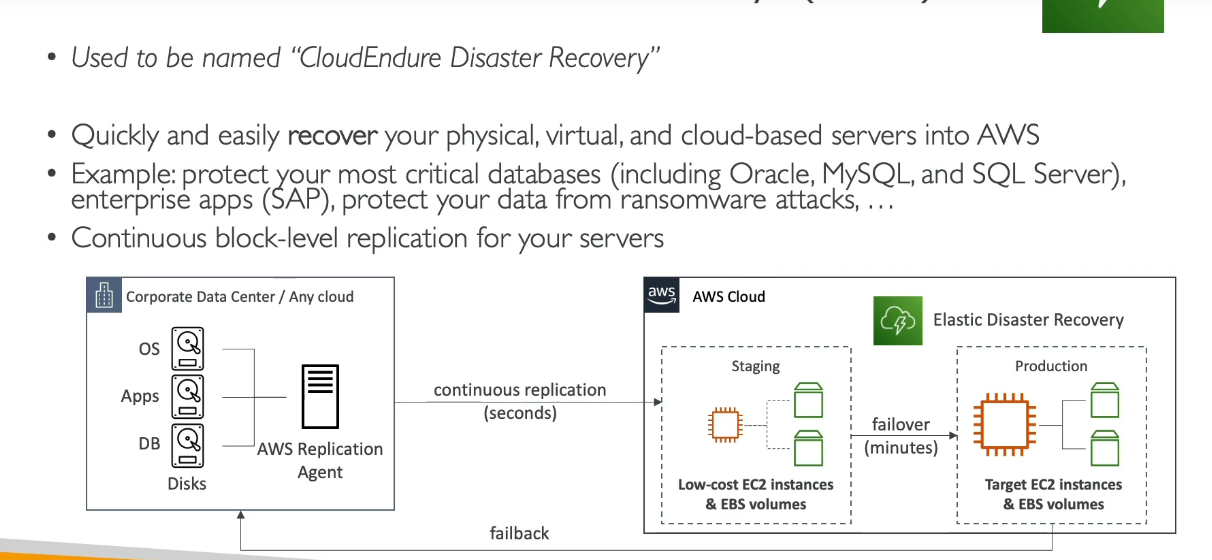 • Used to be named “CloudEndure Disaster Recovery”
• Quickly and easily recover your physical, virtual, and cloud-based servers into AWS
• Example: protect your most critical databases (including Oracle, MySQL, and SQL Server),
enterprise apps (SAP), protect your data from ransomware attacks, …
• Continuous block-level replication for your servers
Corporate Data Center / Any cloud
OS
Apps
DB
Disks
AWS Replication
Agent
continuous replication
(seconds)
aws
AWS Cloud
Elastic Disaster Recovery
Staging
Low-cost EC2 instances
& EBS volumes
failover
(minutes)
Production
Target EC2 instances
& EBS volumes
failback